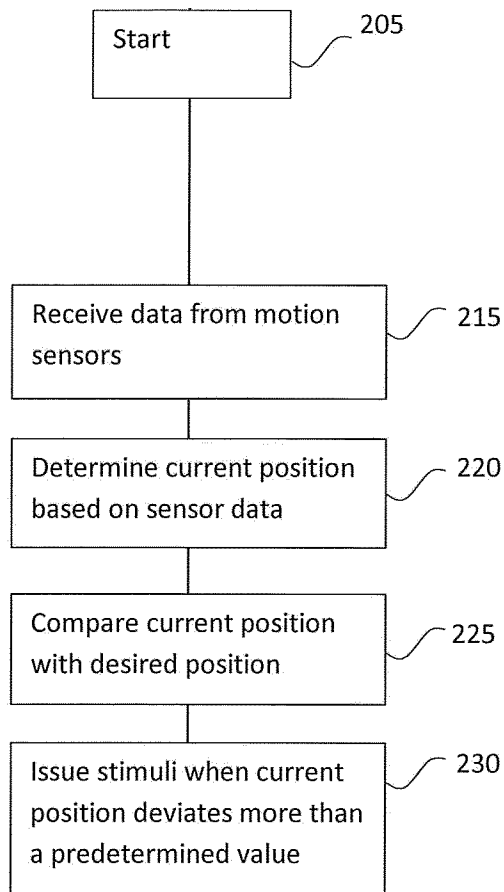 Start
205
Receive data from motion
sensors
215
Determine current position
based on sensor data
220
Compare current position
with desired position
225
Issue stimuli when current
position deviates more than
a predetermined value
230